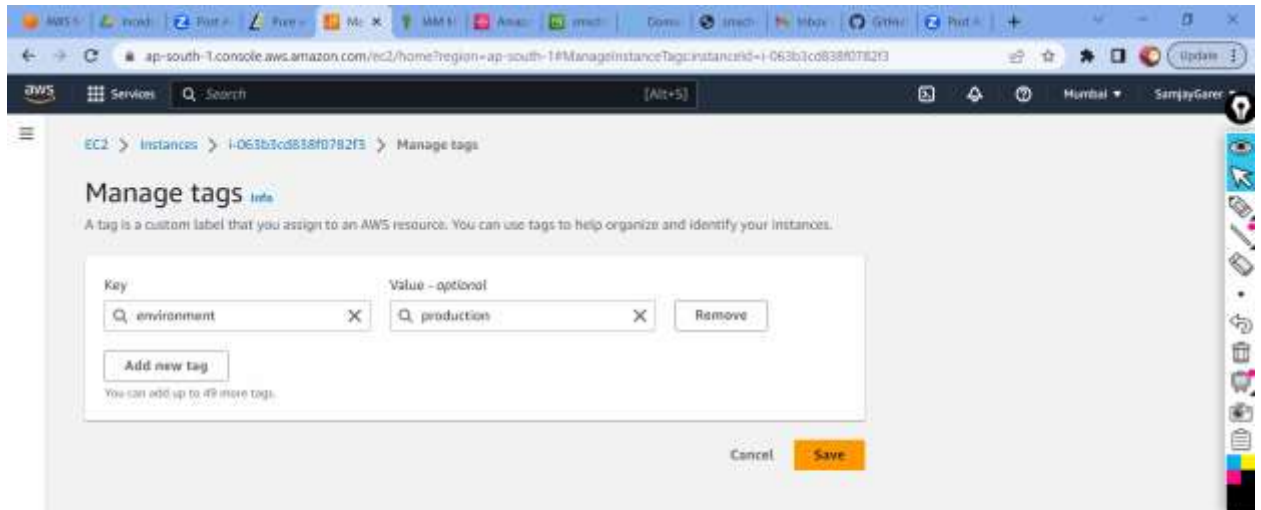 ap-south-1.console.aws.amazon.com/ec2/home?region=ap-south-1#ManageInstanceTags:instanceId=i-063b3cd838f0782f3
Update
aws
Services
Search
[Alt+S]
Mumbai
EC2 > Instances > i-063b3cd838f0782f3 > Manage tags
Manage tags Info
A tag is a custom label that you assign to an AWS resource. You can use tags to help organize and identify your instances.
Key
Value - optional
environment
production
Remove
Add new tag
You can add up to 49 more tags.
Cancel
Save